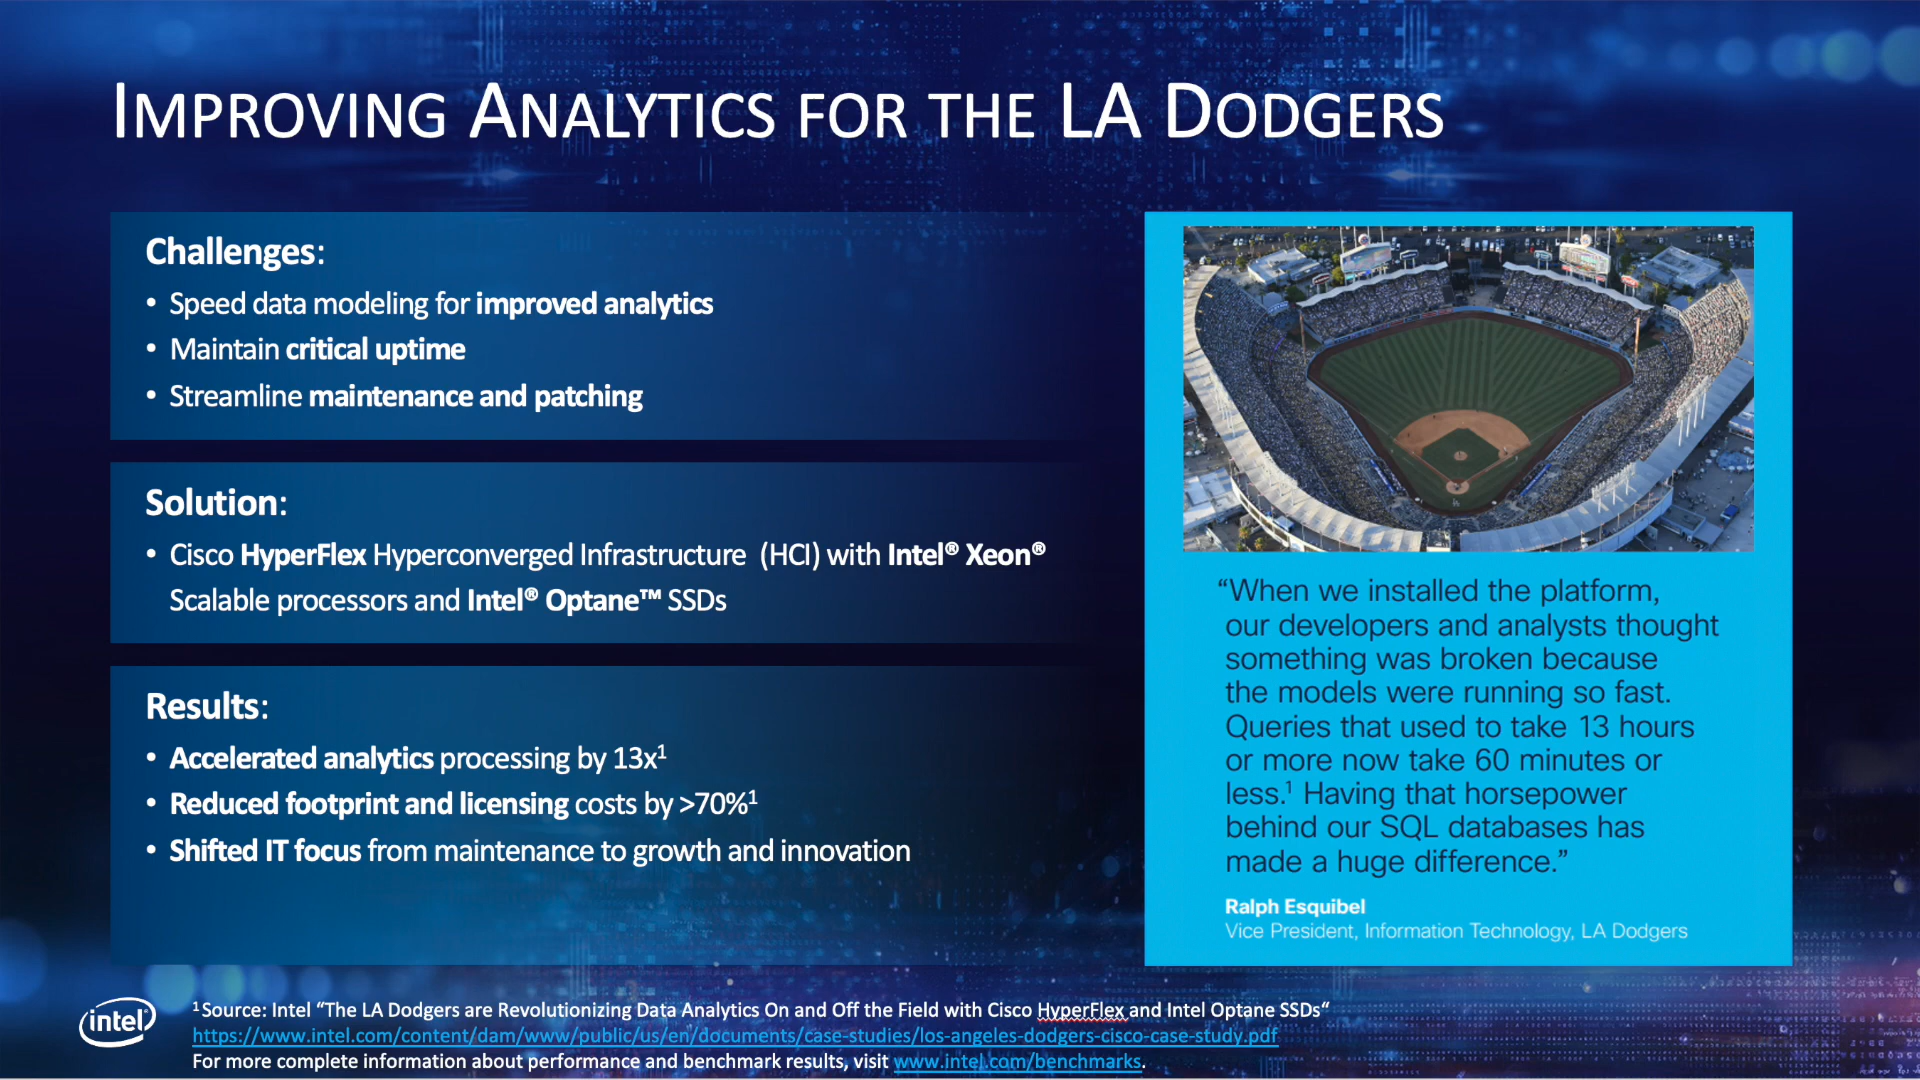 IMPROVING ANALYTICS FOR THE LA DODGERS
Challenges:
• Speed data modeling for improved analytics
• Maintain critical uptime
• Streamline maintenance and patching
Solution:
• Cisco HyperFlex Hyperconverged Infrastructure (HCI) with Intel® Xeon®
Scalable processors and Intel® Optane™ SSDs
Results:
• Accelerated analytics processing by 13x¹
• Reduced footprint and licensing costs by >70%¹
• Shifted IT focus from maintenance to growth and innovation
“When we installed the platform,
our developers and analysts thought
something was broken because
the models were running so fast.
Queries that used to take 13 hours
or more now take 60 minutes or
less.¹ Having that horsepower
behind our SQL databases has
made a huge difference.”
Ralph Esquibel
Vice President, Information Technology, LA Dodgers
intel®
¹ Source: Intel “The LA Dodgers are Revolutionizing Data Analytics On and Off the Field with Cisco HyperFlex and Intel Optane SSDs“
https://www.intel.com/content/dam/www/public/us/en/documents/case-studies/los-angeles-dodgers-cisco-case-study.pdf
For more complete information about performance and benchmark results, visit www.intel.com/benchmarks.